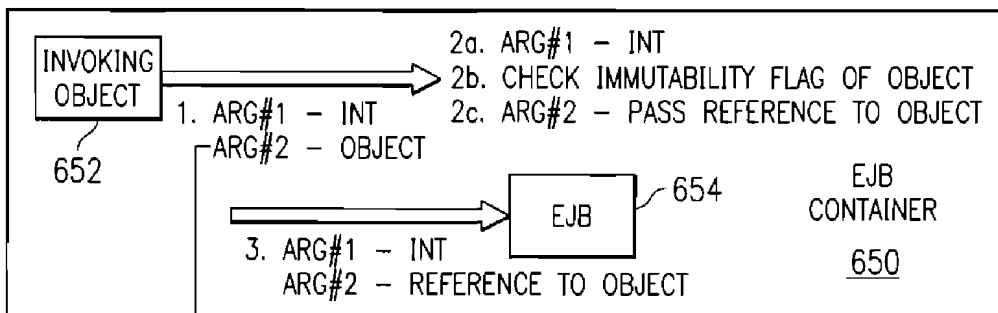 INVOKING
OBJECT
652
1. ARG#1 – INT
ARG#2 – OBJECT
2a. ARG#1 – INT
2b. CHECK IMMUTABILITY FLAG OF OBJECT
2c. ARG#2 – PASS REFERENCE TO OBJECT
3. ARG#1 – INT
ARG#2 – REFERENCE TO OBJECT
EJB
654
EJB
CONTAINER
650